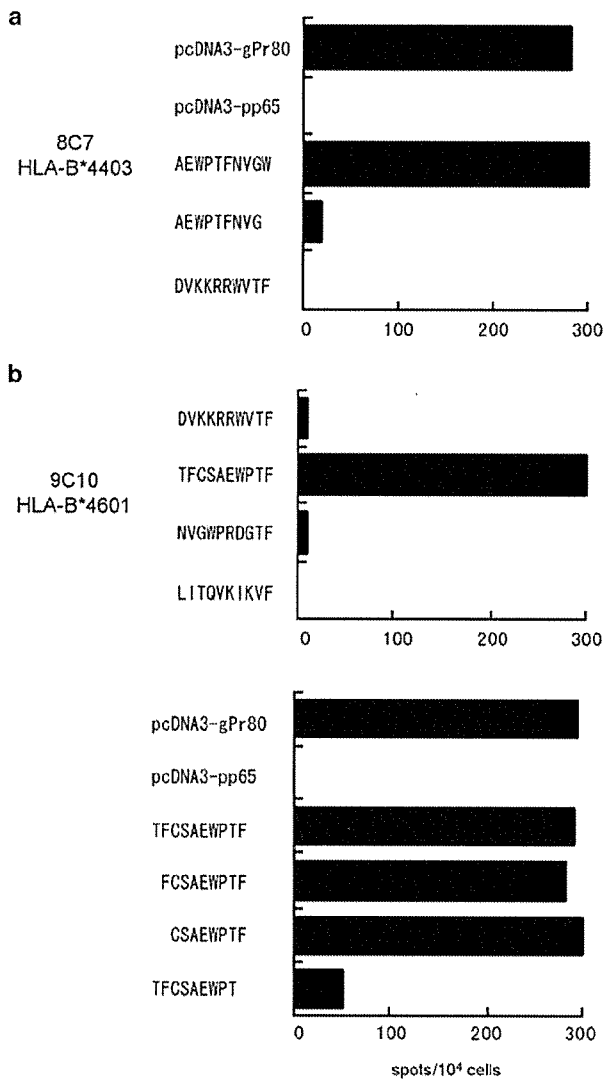 a
8C7
HLA-B*4403
pcDNA3-gPr80
pcDNA3-pp65
AEWPTFNVGW
AEWPTFNVG
DVKKRRWVTF
0 100 200 300
b
9C10
HLA-B*4601
DVKKRRWVTF
TFCSAEWPTF
NVGWPRDGTF
LITQVKIKVF
0 100 200 300
pcDNA3-gPr80
pcDNA3-pp65
TFCSAEWPTF
FCSAEWPTF
CSAEWPTF
TFCSAEWPT
0 100 200 300
spots/10⁴ cells